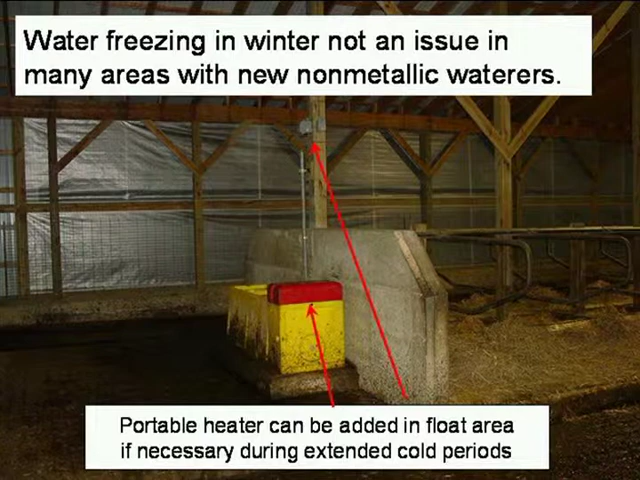 Water freezing in winter not an issue in
many areas with new nonmetallic waterers.
Portable heater can be added in float area
if necessary during extended cold periods